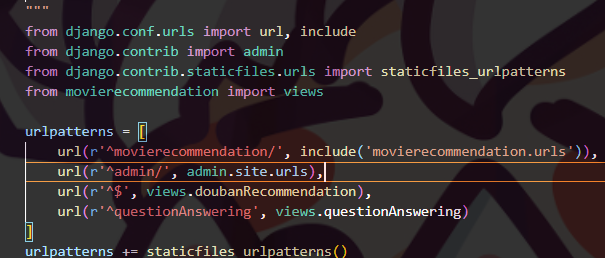 """
from django.conf.urls import url, include
from django.contrib import admin
from django.contrib.staticfiles.urls import staticfiles_urlpatterns
from movierecommendation import views
urlpatterns = [
    url(r'^movierecommendation/', include('movierecommendation.urls')),
    url(r'^admin/', admin.site.urls),
    url(r'^$', views.doubanRecommendation),
    url(r'^questionAnswering', views.questionAnswering)
]
urlpatterns += staticfiles_urlpatterns()